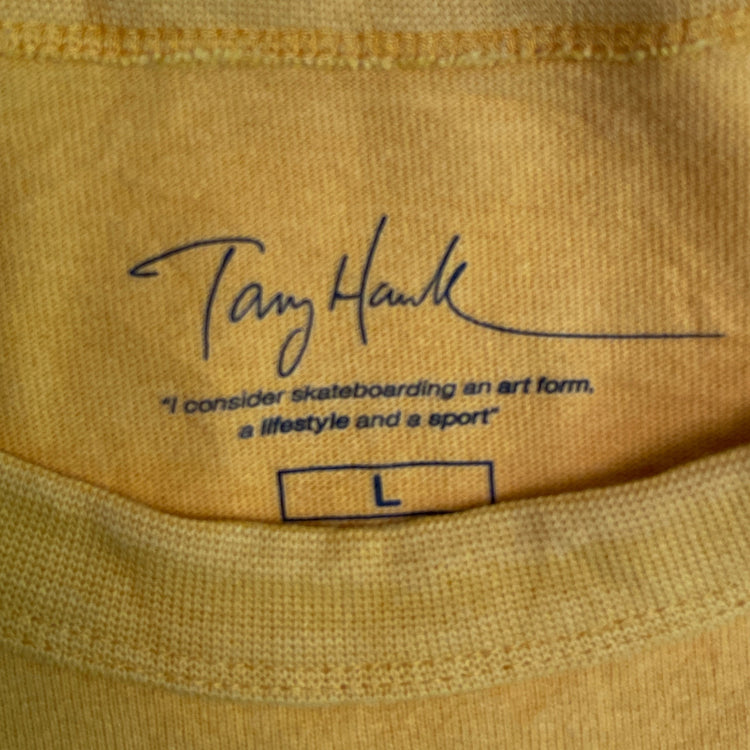 Tony Hawk
"I consider skateboarding an art form,
a lifestyle and a sport"
L